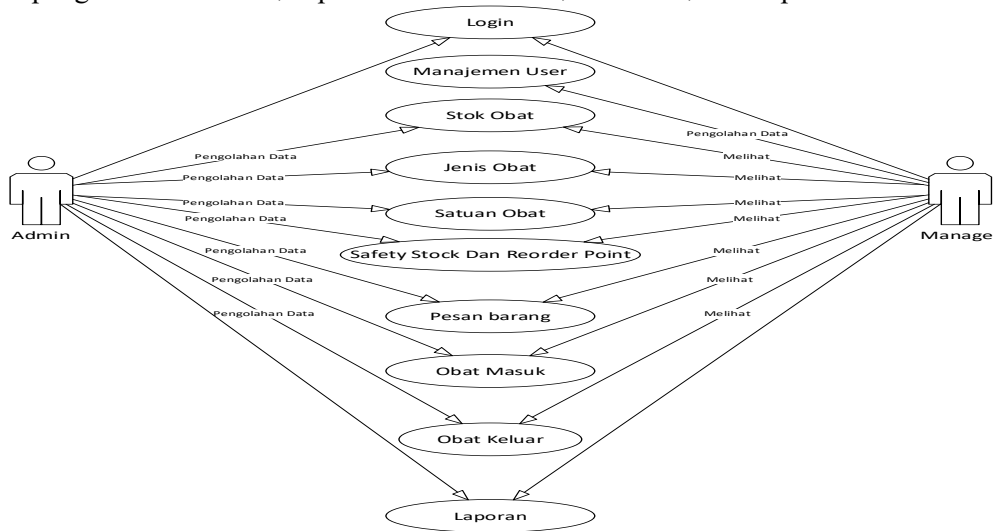 Login
Manajemen User
Stok Obat
Pengolahan Data
Pengolahan Data
Melihat
Jenis Obat
Pengolahan Data
Melihat
Pengolahan Data
Melihat
Satuan Obat
Pengolahan Data
Melihat
Admin
Manage
Safety Stock Dan Reorder Point
Pengolahan Data
Melihat
Pengolahan Data
Melihat
Pesan barang
Pengolahan Data
Melihat
Obat Masuk
Obat Keluar
Laporan